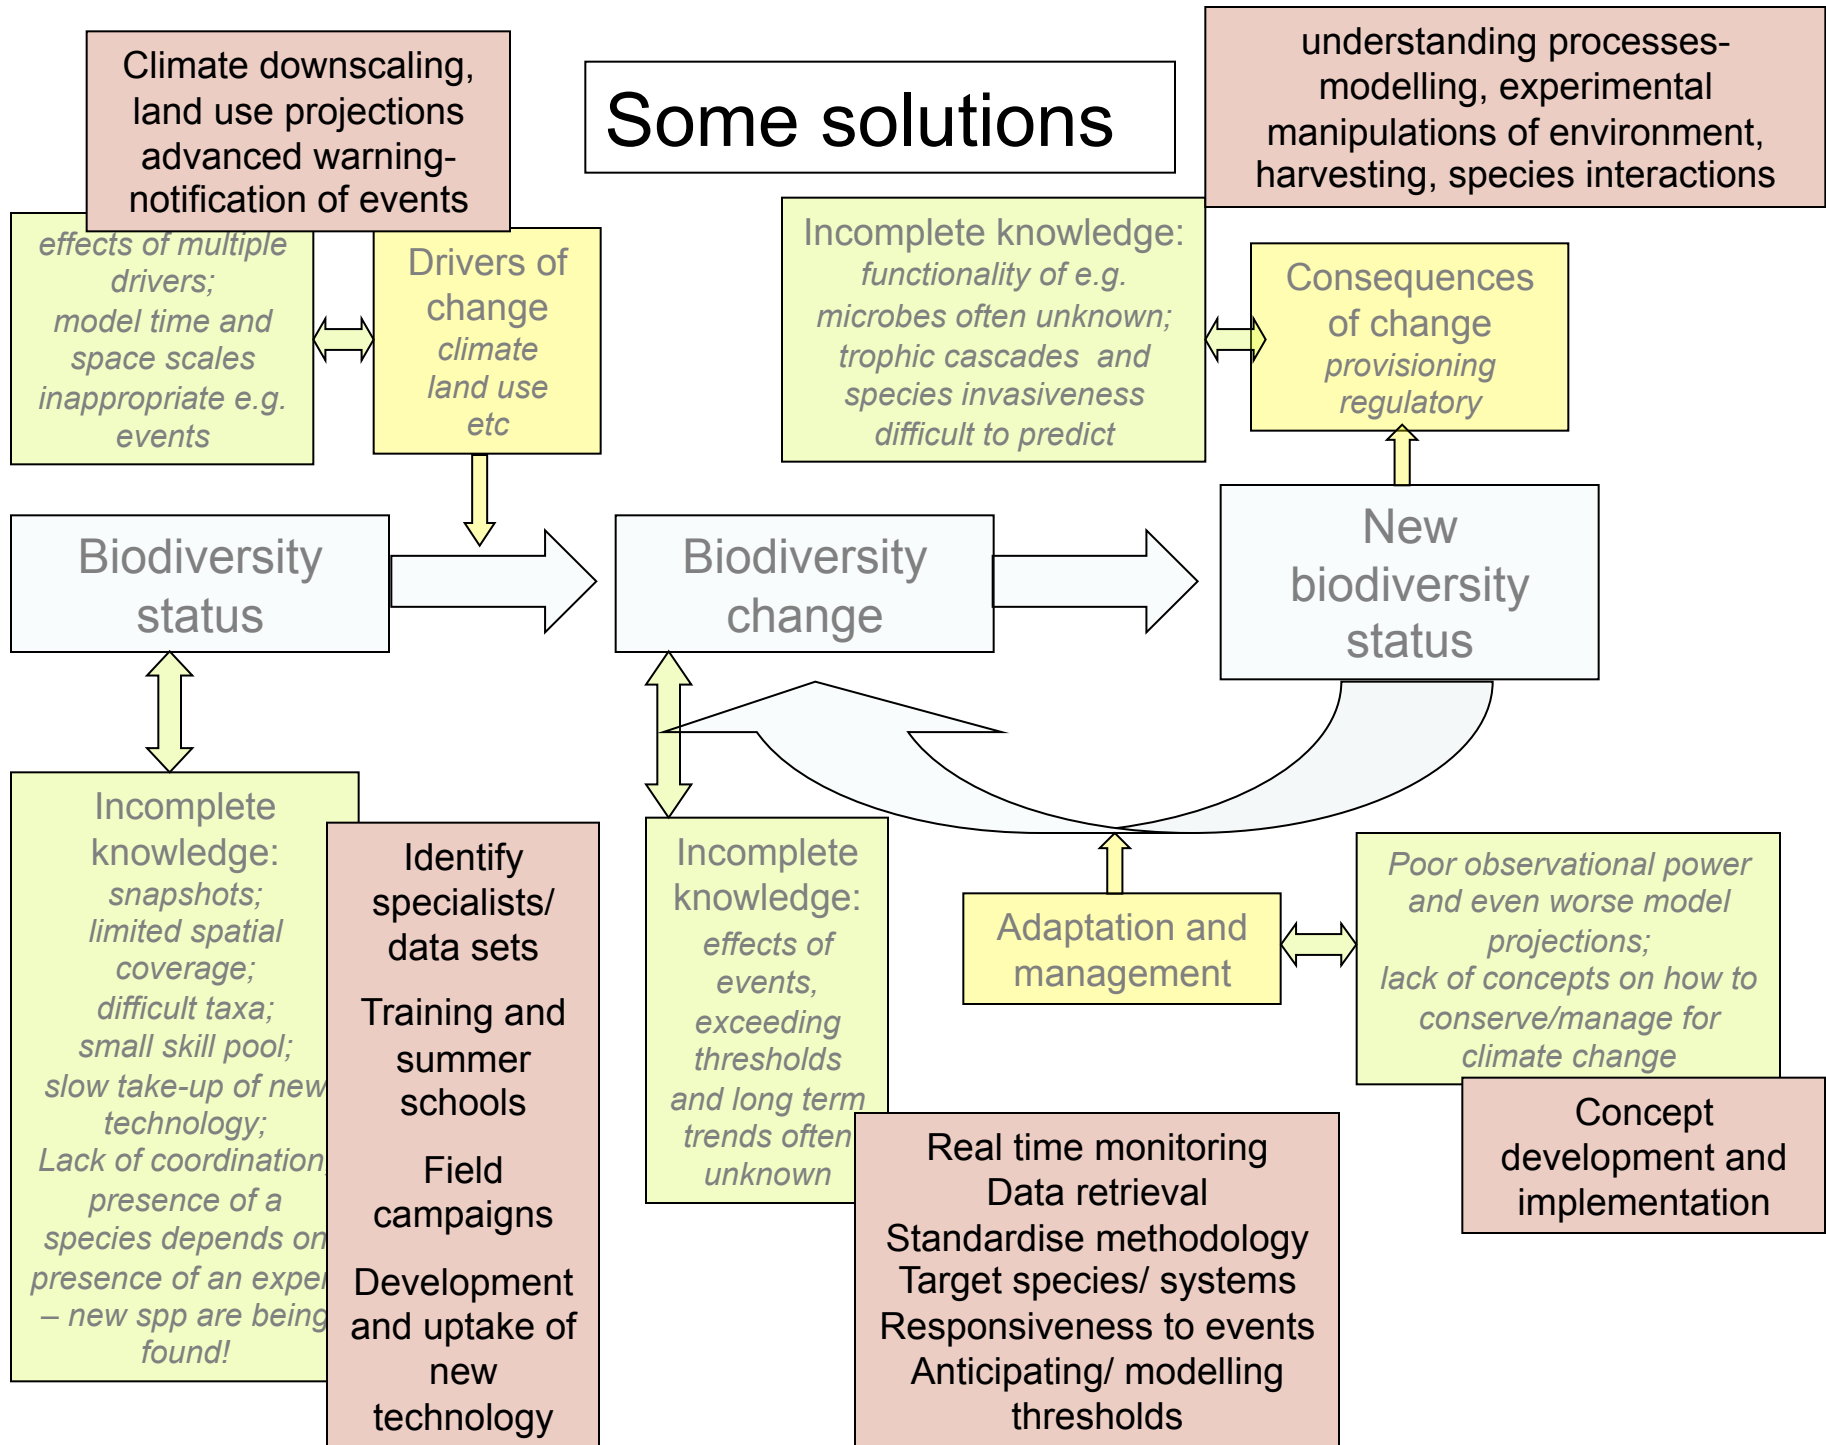 Climate downscaling,
land use projections
advanced warning-
notification of events
Some solutions
understanding processes-
modelling, experimental
manipulations of environment,
harvesting, species interactions
effects of multiple
drivers;
model time and
space scales
inappropriate e.g.
events
Drivers of
change
climate
land use
etc
Incomplete knowledge:
functionality of e.g.
microbes often unknown;
trophic cascades and
species invasiveness
difficult to predict
Consequences
of change
provisioning
regulatory
Biodiversity
status
Biodiversity
change
New
biodiversity
status
Incomplete
knowledge:
snapshots;
limited spatial
coverage;
difficult taxa;
small skill pool;
slow take-up of new
technology;
Lack of coordination;
presence of a
species depends on
presence of an exper
– new spp are being
found!
Identify
specialists/
data sets
Training and
summer
schools
Field
campaigns
Development
and uptake of
new
technology
Incomplete
knowledge:
effects of
events,
exceeding
thresholds
and long term
trends often
unknown
Adaptation and
management
Poor observational power
and even worse model
projections;
lack of concepts on how to
conserve/manage for
climate change
Real time monitoring
Data retrieval
Standardise methodology
Target species/ systems
Responsiveness to events
Anticipating/ modelling
thresholds
Concept
development and
implementation